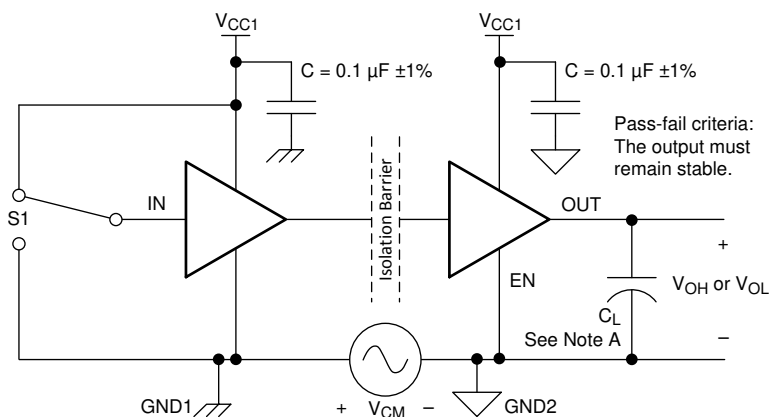 VCC1
VCC1
C = 0.1 µF ±1%
C = 0.1 µF ±1%
Pass-fail criteria:
The output must
remain stable.
S1
IN
Isolation Barrier
OUT
EN
+
VOH or VOL
CL
See Note A
–
GND1
+ VCM –
GND2